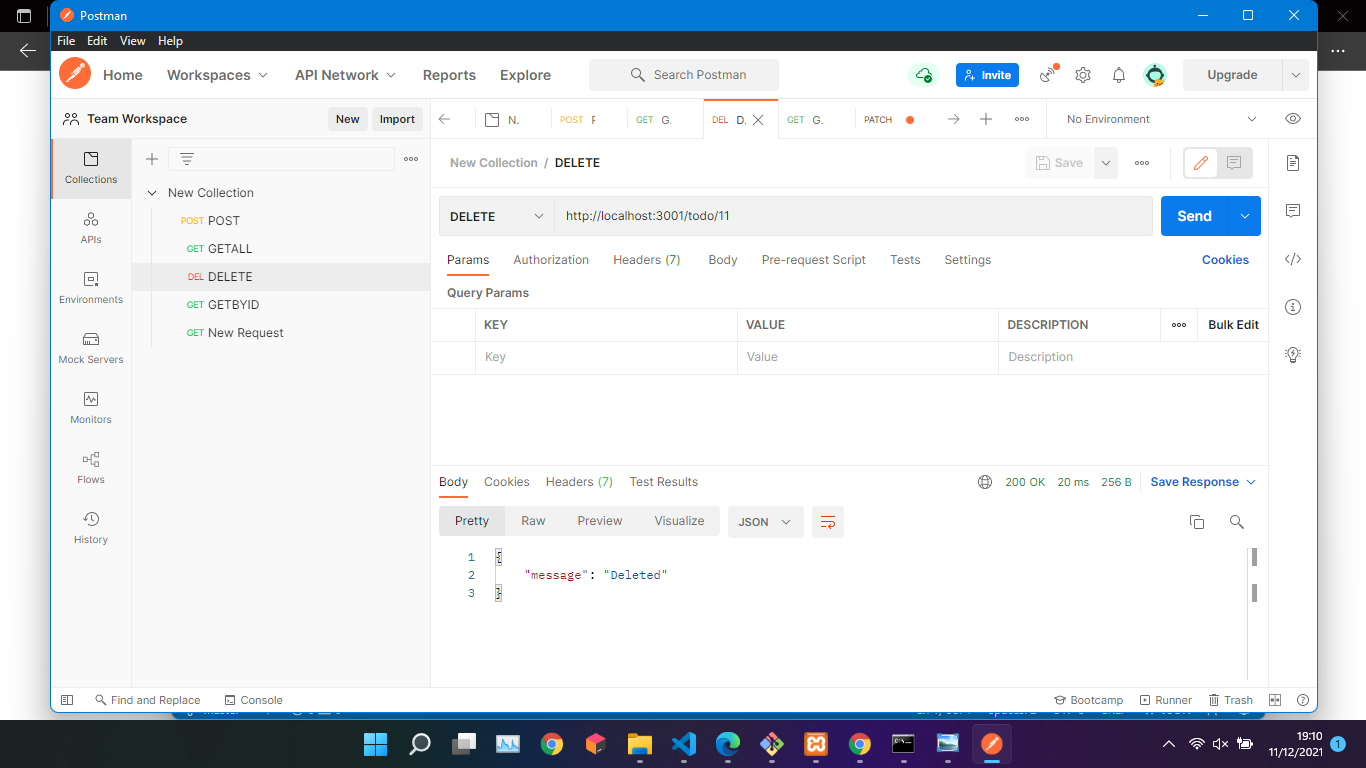 Postman
File Edit View Help
Home Workspaces API Network Reports Explore Search Postman Invite Upgrade
Team Workspace New Import
N. POST GET G. DEL D. GET G. PATCH No Environment
Collections
APIs
Environments
Mock Servers
Monitors
Flows
History
New Collection
POST POST
GET GETALL
DEL DELETE
GET GETBYID
GET New Request
New Collection / DELETE Save
DELETE http://localhost:3001/todo/11 Send
Params Authorization Headers (7) Body Pre-request Script Tests Settings Cookies
Query Params
KEY VALUE DESCRIPTION Bulk Edit
Key Value Description
Body Cookies Headers (7) Test Results 200 OK 20 ms 256 B Save Response
Pretty Raw Preview Visualize JSON
1 {
2 "message": "Deleted"
3 }
Find and Replace Console Bootcamp Runner Trash
19:10
11/12/2021 1